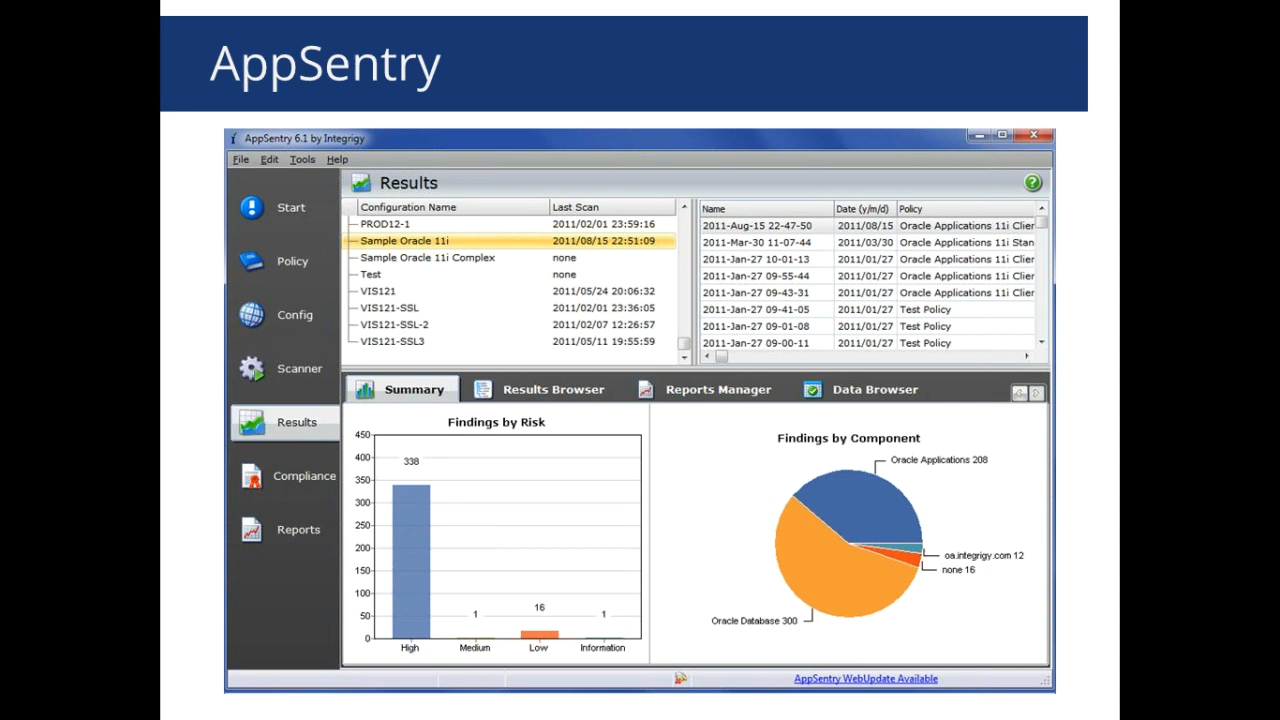 AppSentry
AppSentry 6.1 by Integrigy
File Edit Tools Help
Results
Start
Policy
Config
Scanner
Results
Compliance
Reports
Configuration Name Last Scan
PROD12-1 2011/02/01 23:59:16
Sample Oracle 11i 2011/08/15 22:51:09
Sample Oracle 11i Complex none
Test none
VIS121 2011/05/24 20:06:32
VIS121-SSL 2011/02/01 23:36:05
VIS121-SSL-2 2011/02/07 12:26:57
VIS121-SSL3 2011/05/11 19:55:59
Name Date (y/m/d) Policy
2011-Aug-15 22-47-50 2011/08/15 Oracle Applications 11i Clier
2011-Mar-30 11-07-44 2011/03/30 Oracle Applications 11i Stan
2011-Jan-27 10-01-13 2011/01/27 Oracle Applications 11i Clier
2011-Jan-27 09-55-44 2011/01/27 Oracle Applications 11i Clier
2011-Jan-27 09-43-31 2011/01/27 Oracle Applications 11i Clier
2011-Jan-27 09-41-05 2011/01/27 Test Policy
2011-Jan-27 09-01-08 2011/01/27 Test Policy
2011-Jan-27 09-00-11 2011/01/27 Test Policy
Summary Results Browser Reports Manager Data Browser
Findings by Risk
450
400
350
300
250
200
150
100
50
0
338
1
16
1
High Medium Low Information
Findings by Component
Oracle Applications 208
oa.integrigy.com 12
none 16
Oracle Database 300
AppSentry WebUpdate Available